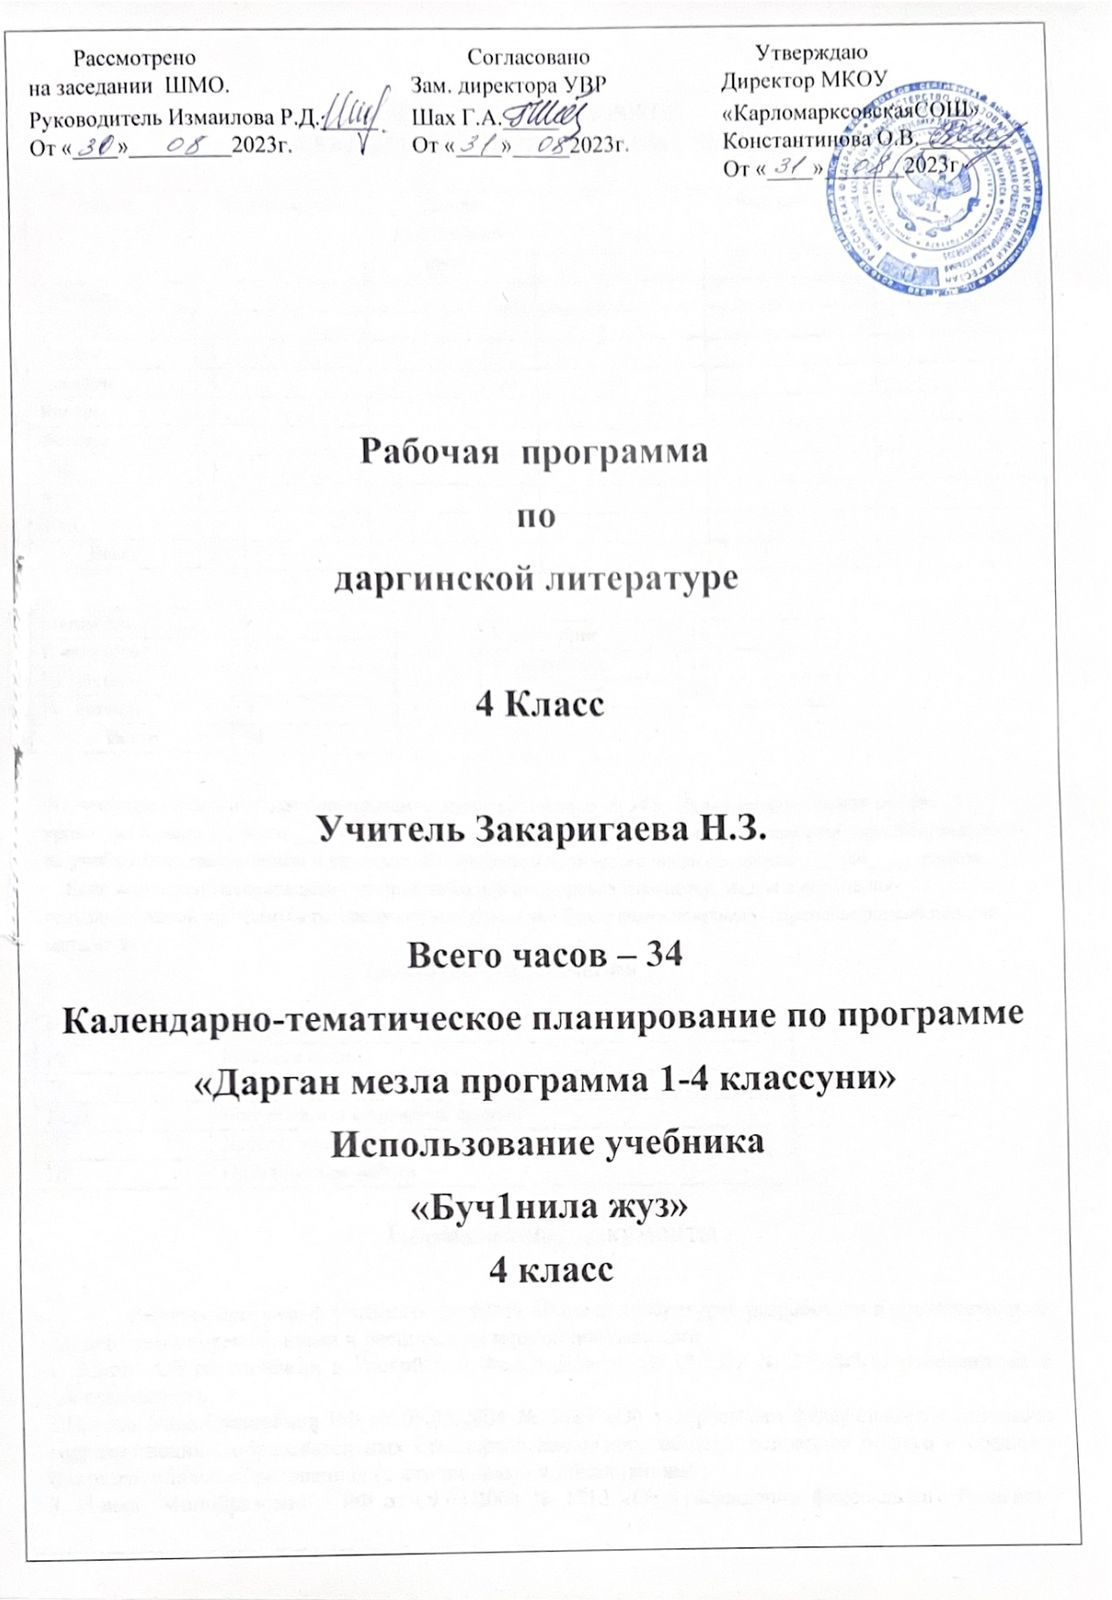 Рассмотрено
на заседании ШМО.
Руководитель Измаилова Р.Д.
От «30» 08 2023г.
Согласовано
Зам. директора УВР
Шах Г.А.
От «31» 08 2023г.
Утверждаю
Директор МКОУ
«КарломарксовскаяСОШ»
Константинова О.В.
От «31» 08 2023г
Рабочая программа
по
даргинской литературе
4 Класс
Учитель Закаригаева Н.З.
Всего часов – 34
Календарно-тематическое планирование по программе
«Дарган мезла программа 1-4 классуни»
Использование учебника
«Буч1нила жуз»
4 класс